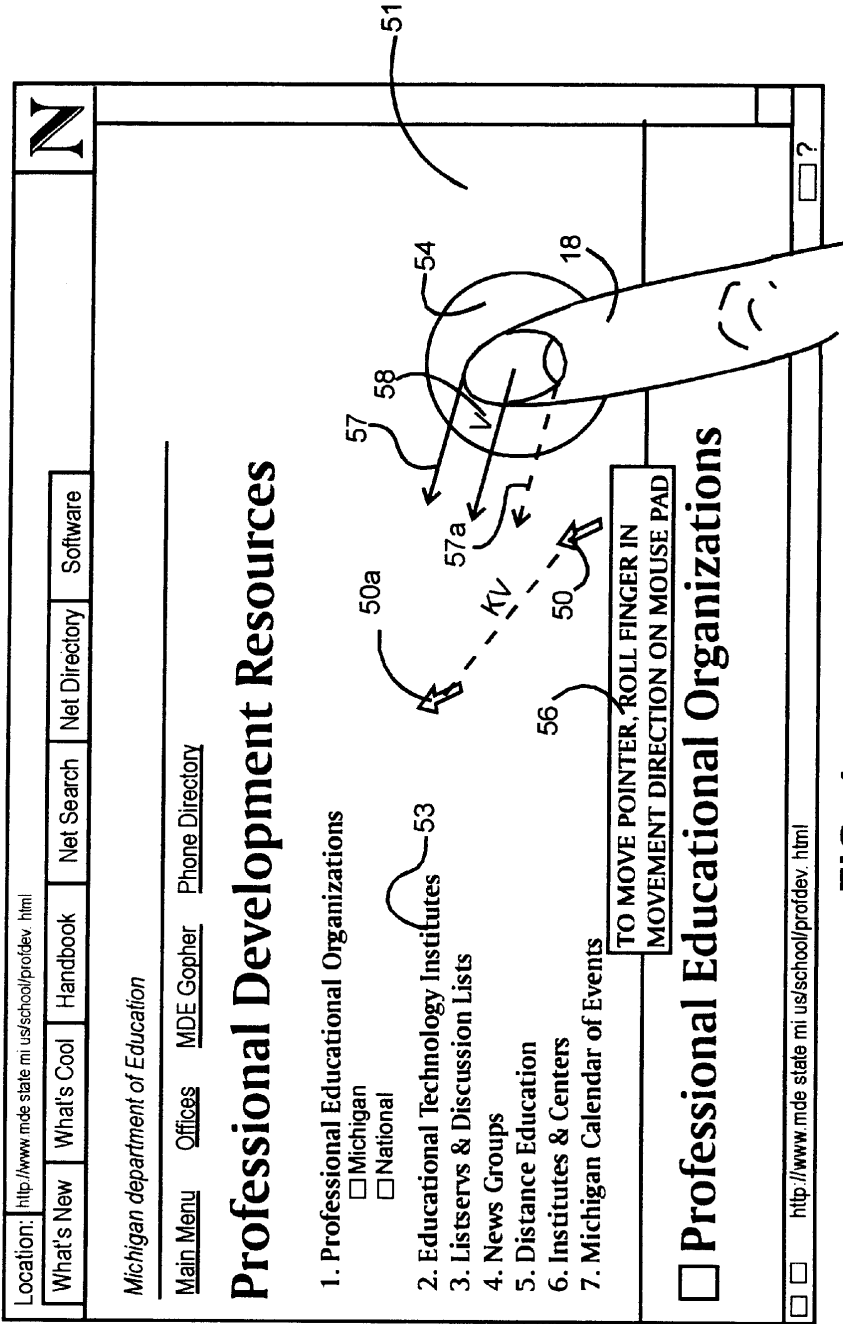 Location: http://www mde state mi us/school/profdev. html
N
What's New What's Cool Handbook Net Search Net Directory Software
Michigan department of Education
Main Menu Offices MDE Gopher Phone Directory
Professional Development Resources
1. Professional Educational Organizations
Michigan
National
2. Educational Technology Institutes
3. Listservs & Discussion Lists
4. News Groups
5. Distance Education
6. Institutes & Centers
7. Michigan Calendar of Events
53
50a
KV
50
57
57a
58
V
54
18
51
56
TO MOVE POINTER, ROLL FINGER IN
MOVEMENT DIRECTION ON MOUSE PAD
Professional Educational Organizations
http://www.mde state mi us/school/profdev. html
?